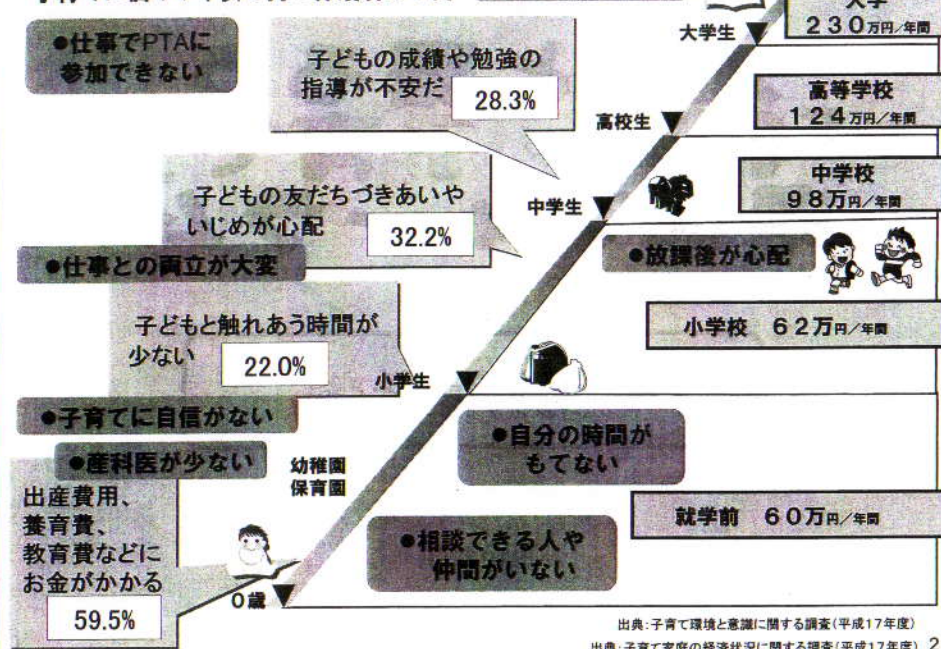 大学
230万円/年間
大学生
●仕事でPTAに
参加できない
子どもの成績や勉強の
指導が不安だ
28.3%
高等学校
124万円/年間
高校生
中学校
98万円/年間
子どもの友だちづきあいや
いじめが心配
32.2%
中学生
●仕事との両立が大変
●放課後が心配
子どもと触れあう時間が
少ない
22.0%
小学校 62万円/年間
小学生
●子育てに自信がない
●自分の時間が
もてない
●産科医が少ない
幼稚園
保育園
出産費用、
養育費、
教育費などに
お金がかかる
59.5%
就学前 60万円/年間
●相談できる人や
仲間がいない
0歳
出典:子育て環境と意識に関する調査(平成17年度)
出典:子育て家庭の経済状況に関する調査(平成17年度) 2